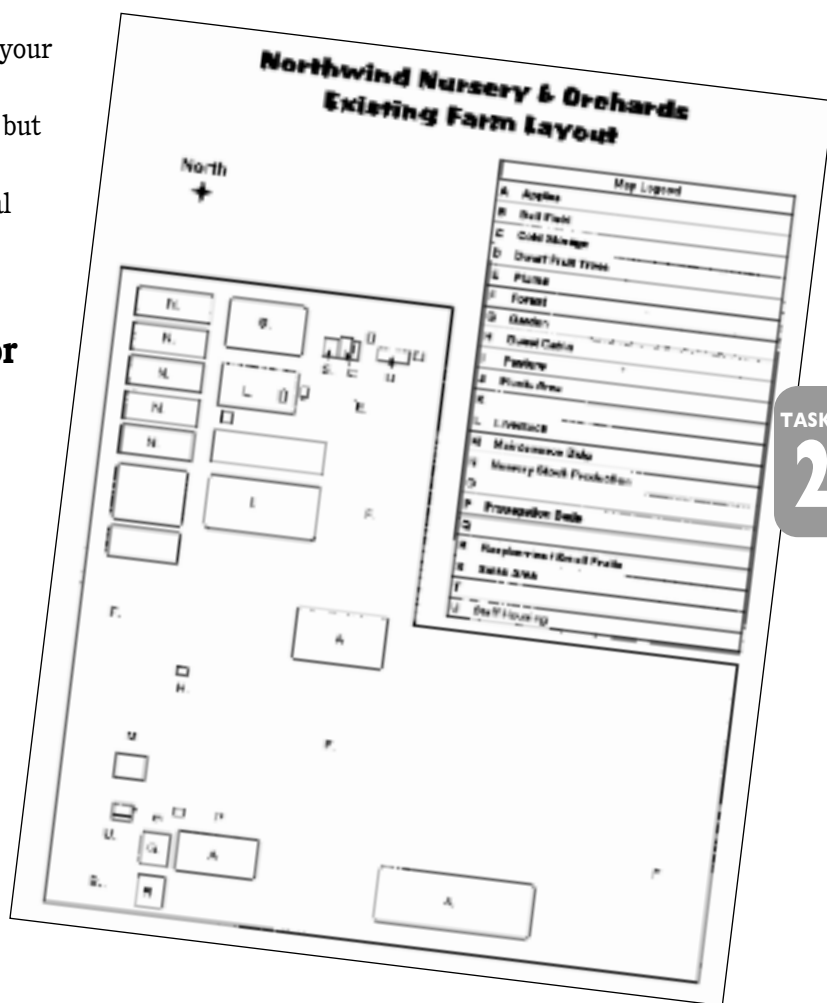 your
but
al
or
Northwind Nursery & Orchards
Existing Farm Layout
North
Map Legend
A Apples
B Ball Field
C Cold Storage
D Dwarf Fruit Trees
E Plums
F Forest
G Garden
H Guest Cabin
I Pasture
J Picnic Area
K
L Livestock
M Maintenance Bldg
N Nursery Stock Production
O
P Propagation Beds
Q
R Raspberries / Small Fruits
S Sales Area
T
U Staff Housing
TASK
2
N.
N.
N.
N.
N.
L.
S. C U
E.
I.
F.
F.
A
H.
F.
U.
G.
A.
A.
F